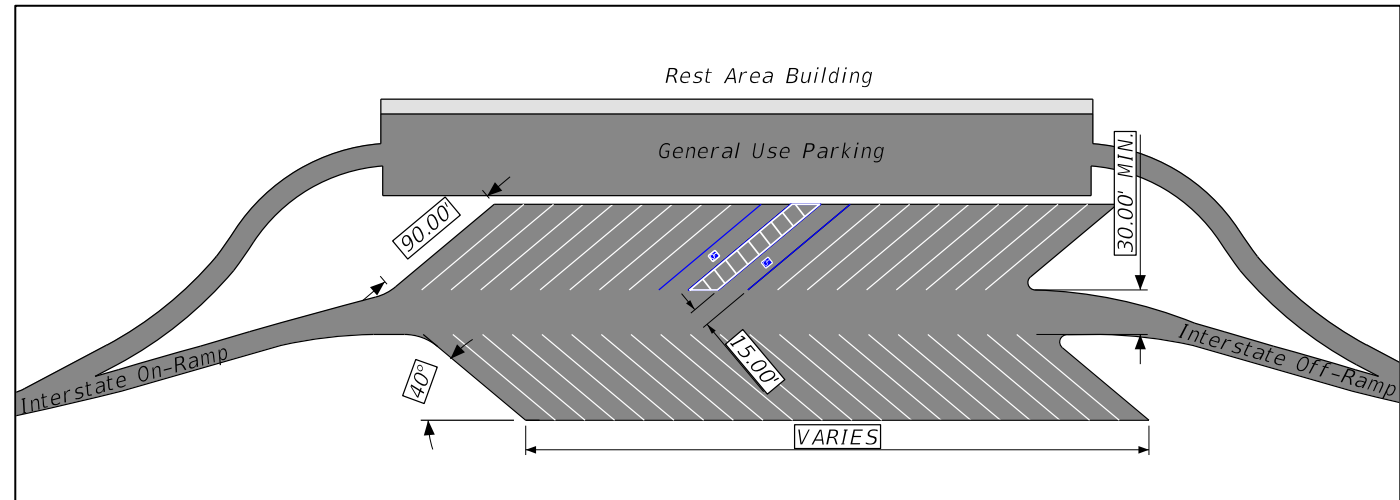 Rest Area Building
General Use Parking
30.00' MIN.
90.00'
15.00'
40°
Interstate On-Ramp
Interstate Off-Ramp
VARIES